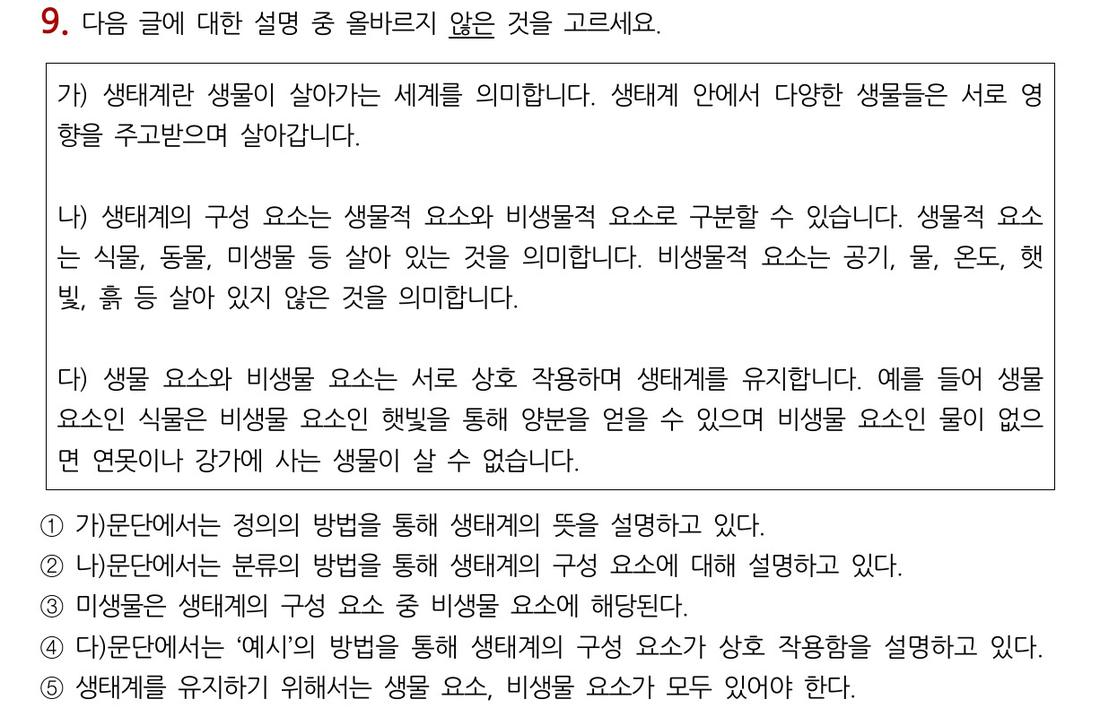 9. 다음 글에 대한 설명 중 올바르지 않은 것을 고르세요.
가) 생태계란 생물이 살아가는 세계를 의미합니다. 생태계 안에서 다양한 생물들은 서로 영
향을 주고받으며 살아갑니다.
나) 생태계의 구성 요소는 생물적 요소와 비생물적 요소로 구분할 수 있습니다. 생물적 요소
는 식물, 동물, 미생물 등 살아 있는 것을 의미합니다. 비생물적 요소는 공기, 물, 온도, 햇
빛, 흙 등 살아 있지 않은 것을 의미합니다.
다) 생물 요소와 비생물 요소는 서로 상호 작용하며 생태계를 유지합니다. 예를 들어 생물
요소인 식물은 비생물 요소인 햇빛을 통해 양분을 얻을 수 있으며 비생물 요소인 물이 없으
면 연못이나 강가에 사는 생물이 살 수 없습니다.
① 가)문단에서는 정의의 방법을 통해 생태계의 뜻을 설명하고 있다.
② 나)문단에서는 분류의 방법을 통해 생태계의 구성 요소에 대해 설명하고 있다.
③ 미생물은 생태계의 구성 요소 중 비생물 요소에 해당된다.
④ 다)문단에서는 ‘예시’의 방법을 통해 생태계의 구성 요소가 상호 작용함을 설명하고 있다.
⑤ 생태계를 유지하기 위해서는 생물 요소, 비생물 요소가 모두 있어야 한다.